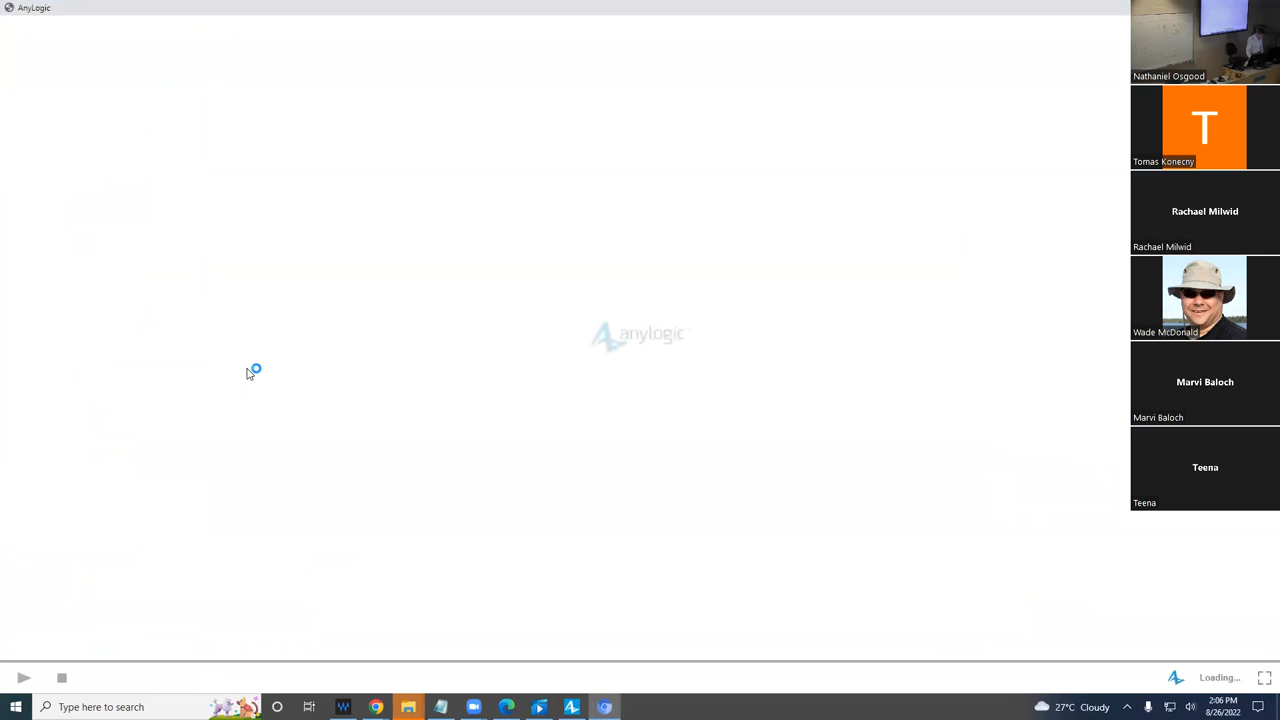 AnyLogic
anylogic
Nathaniel Osgood
T
Tomas Konecny
Rachael Milwid
Rachael Milwid
Wade McDonald
Marvi Baloch
Marvi Baloch
Teena
Teena
Loading...
Type here to search
W
27°C Cloudy
2:06 PM
8/26/2022